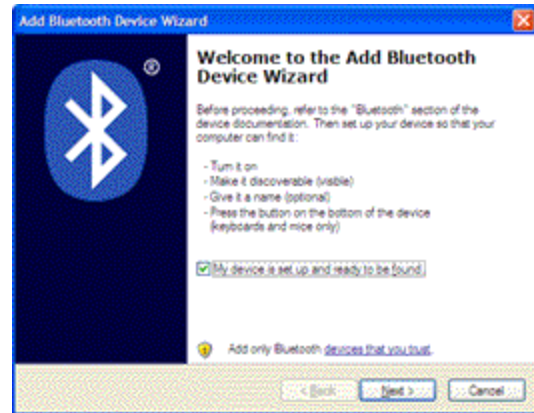 Add Bluetooth Device Wizard
®
Welcome to the Add Bluetooth
Device Wizard
Before proceeding, refer to the "Bluetooth" section of the
device documentation. Then set up your device so that your
computer can find it:
- Turn it on
- Make it discoverable (visible)
- Give it a name (optional)
- Press the button on the bottom of the device
(keyboards and mice only)
My device is set up and ready to be found.
Add only Bluetooth devices that you trust.
< Back Next > Cancel